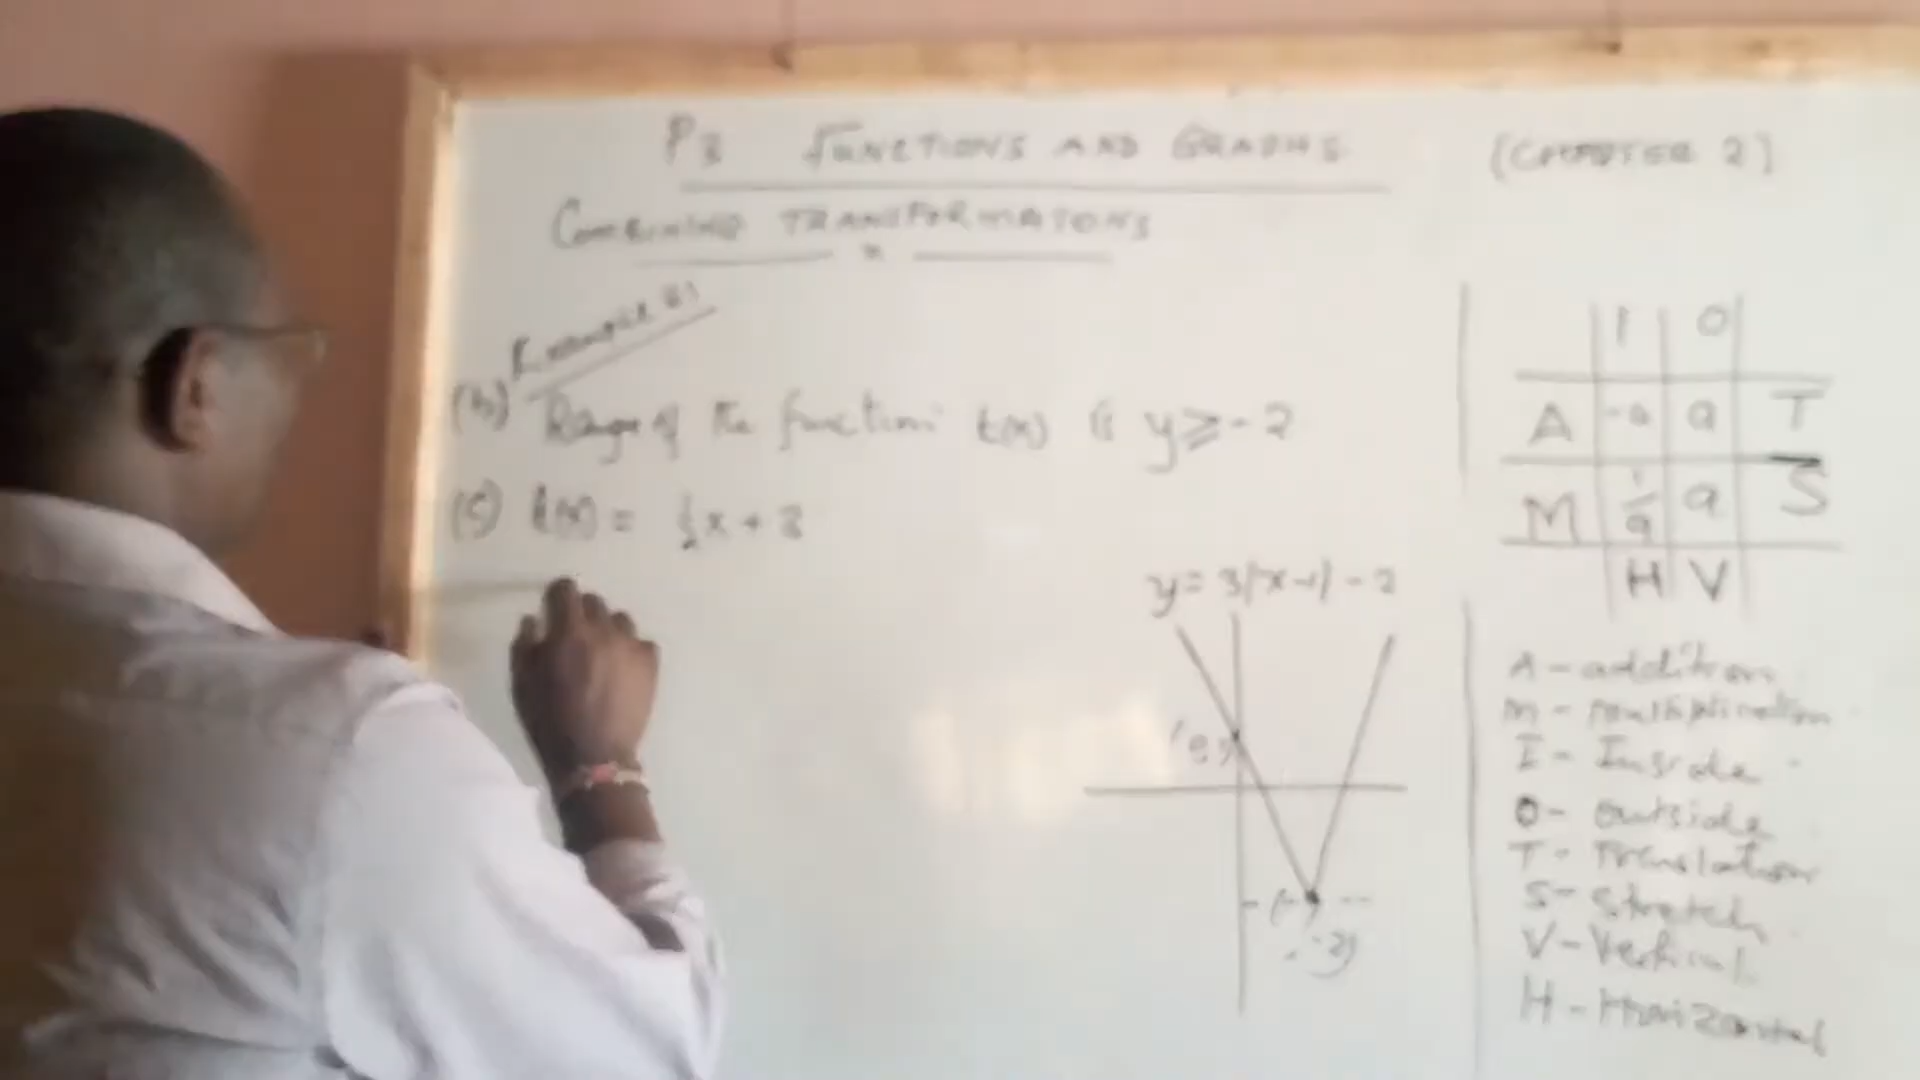 P3 FUNCTIONS AND GRAPHS (CHAPTER 2)
COMBINING TRANSFORMATIONS
Example
(b) Range of the function t(x) is y ≥ -2
(c) t(x) = ½x + 3
y = 3|x-1| - 2
-2)
I O
A -a a T
M 1/a a S
H V
A - addition
M - multiplication
I - Inside
O - outside
T - Translation
S - stretch
V - Vertical
H - Horizontal